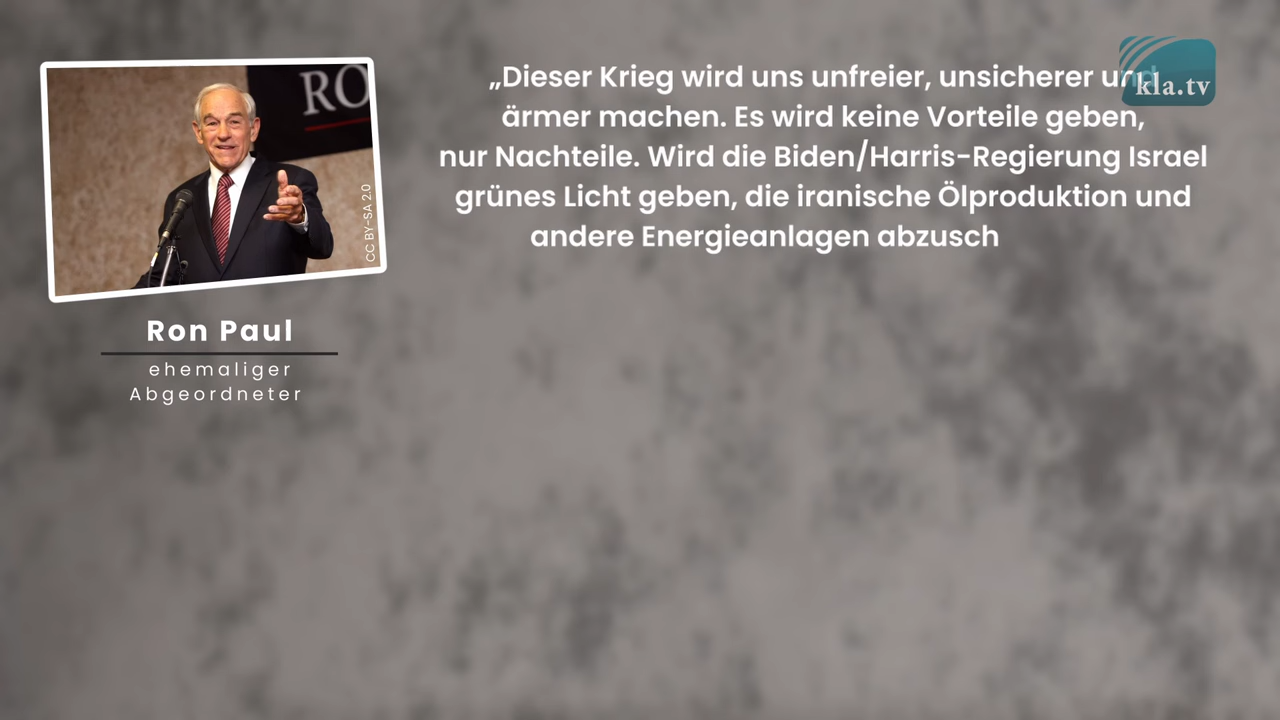 RO
CC BY-SA 2.0
Ron Paul
ehemaliger
Abgeordneter
„Dieser Krieg wird uns unfreier, unsicherer und
ärmer machen. Es wird keine Vorteile geben,
nur Nachteile. Wird die Biden/Harris-Regierung Israel
grünes Licht geben, die iranische Ölproduktion und
andere Energieanlagen abzusch
kla.tv